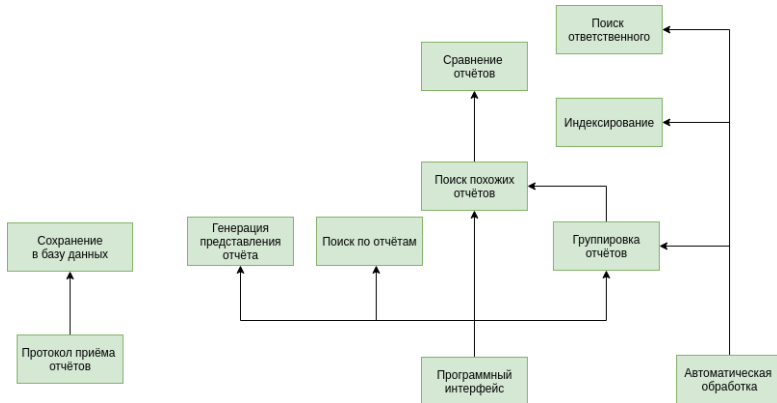 Поиск
ответственного
Сравнение
отчётов
Индексирование
Поиск похожих
отчётов
Сохранение
в базу данных
Генерация
представления
отчёта
Поиск по отчётам
Группировка
отчётов
Протокол приёма
отчётов
Программный
интерфейс
Автоматическая
обработка